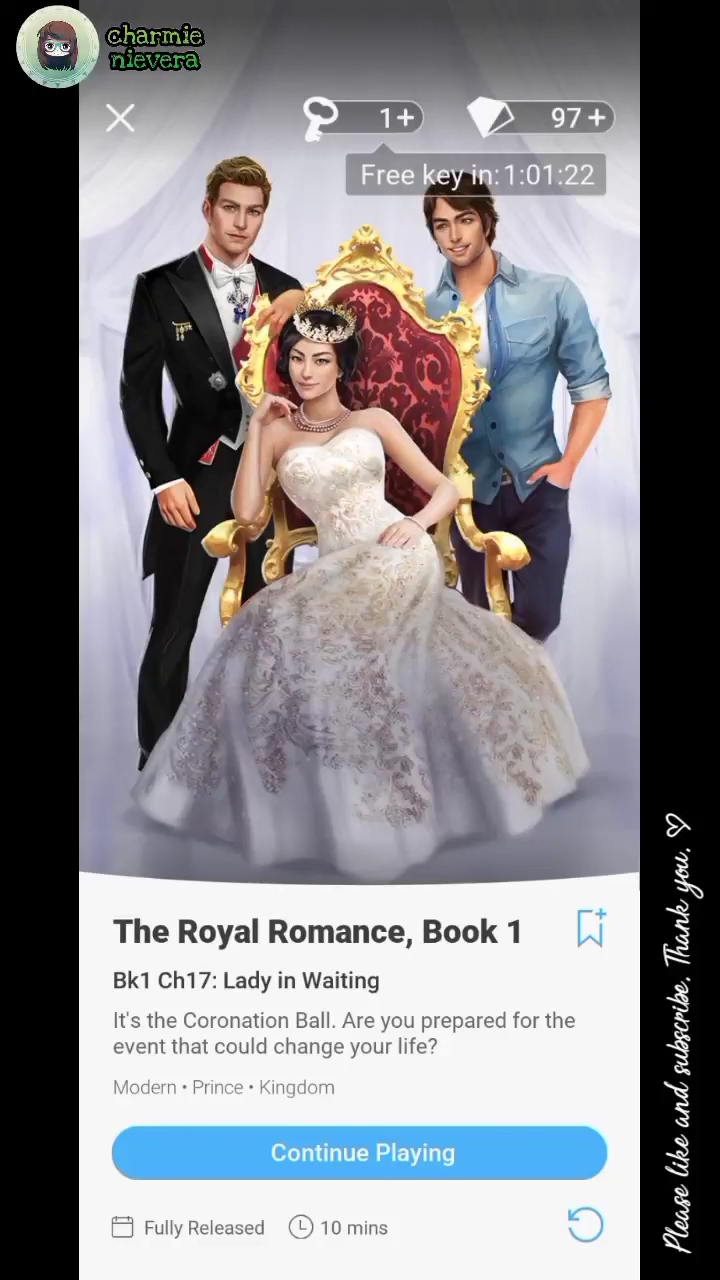 charmie
nievera
1+
97 +
Free key in: 1:01:22
The Royal Romance, Book 1
Bk1 Ch17: Lady in Waiting
It's the Coronation Ball. Are you prepared for the
event that could change your life?
Modern • Prince • Kingdom
Continue Playing
Fully Released
10 mins
Please like and subscribe. Thank you. ♡